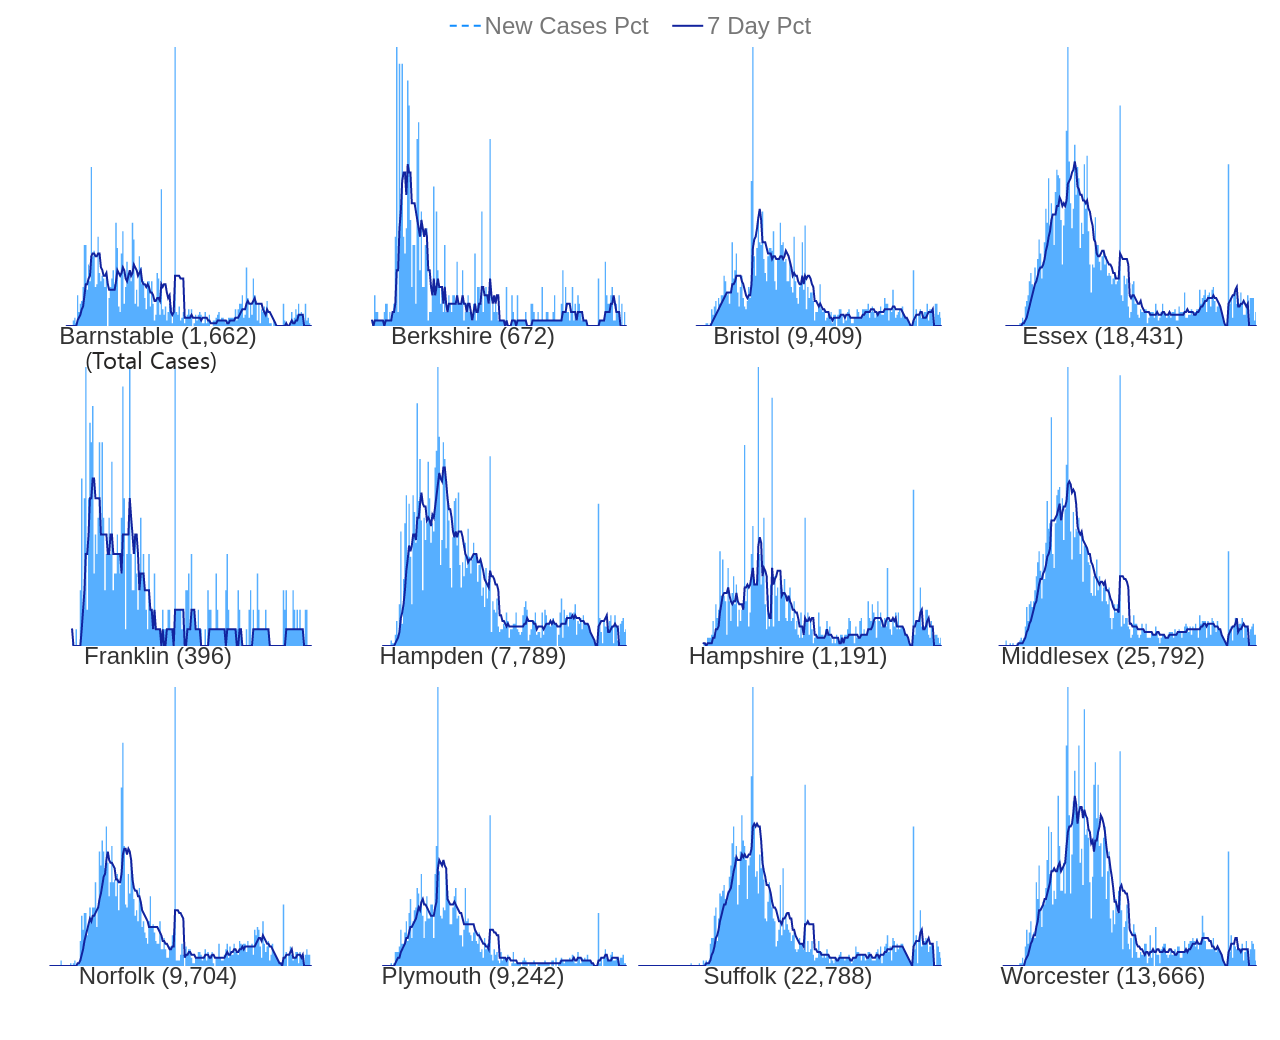 New Cases Pct 7 Day Pct
Barnstable (1,662) Berkshire (672) Bristol (9,409) Essex (18,431)
(Total Cases)
Franklin (396) Hampden (7,789) Hampshire (1,191) Middlesex (25,792)
Norfolk (9,704) Plymouth (9,242) Suffolk (22,788) Worcester (13,666)